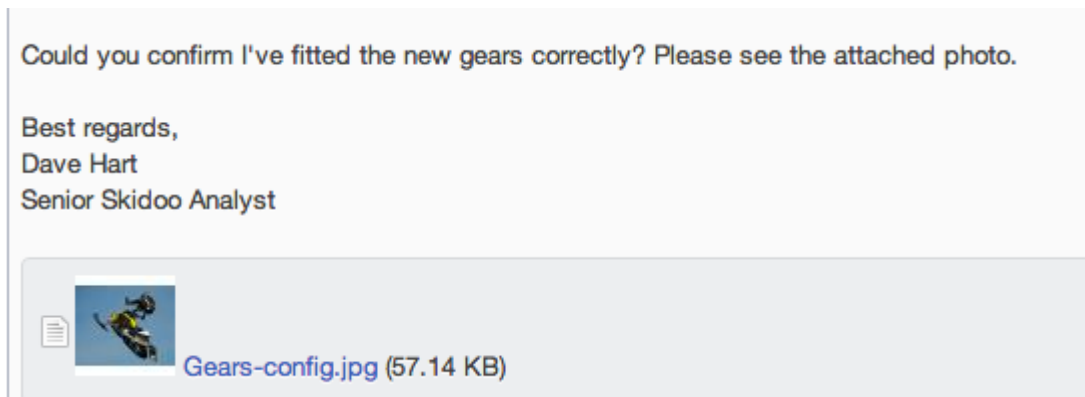 Could you confirm I've fitted the new gears correctly? Please see the attached photo.
Best regards,
Dave Hart
Senior Skidoo Analyst
Gears-config.jpg (57.14 KB)